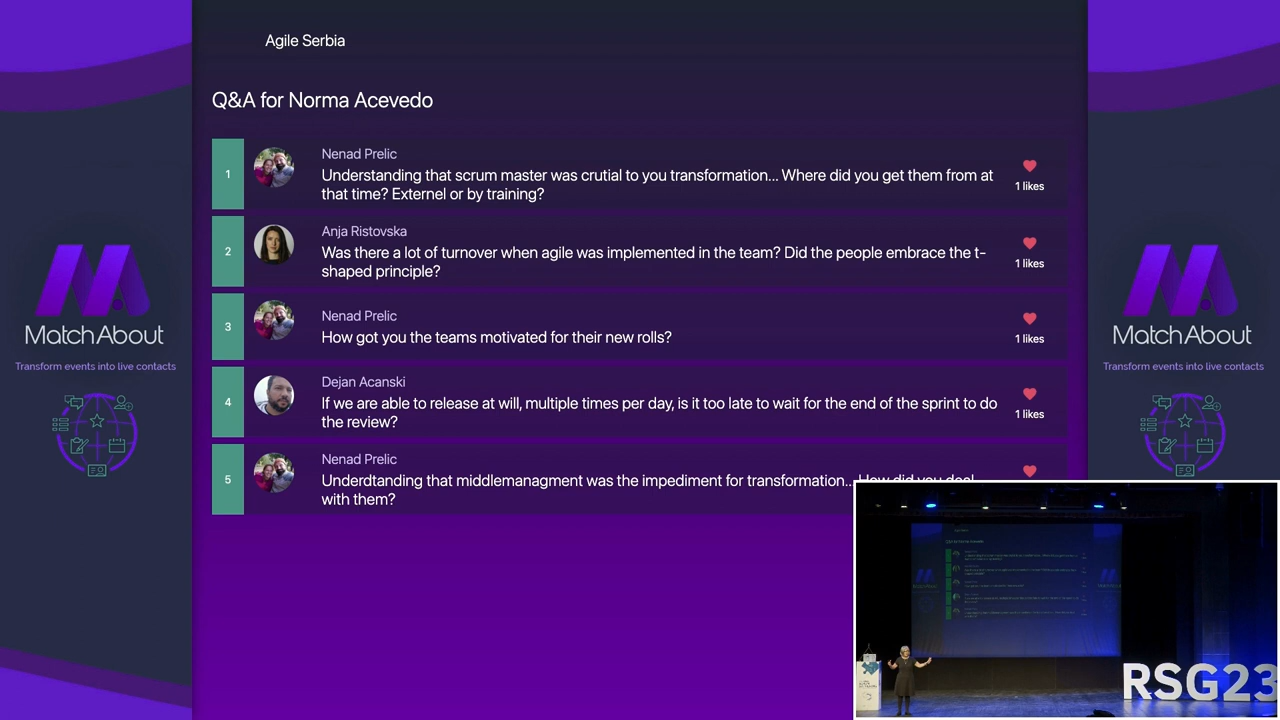 Agile Serbia
Q&A for Norma Acevedo
1
Nenad Prelic
Understanding that scrum master was crutial to you transformation... Where did you get them from at
that time? Externel or by training?
1 likes
2
Anja Ristovska
Was there a lot of turnover when agile was implemented in the team? Did the people embrace the t-
shaped principle?
1 likes
3
Nenad Prelic
How got you the teams motivated for their new rolls?
1 likes
4
Dejan Acanski
If we are able to release at will, multiple times per day, is it too late to wait for the end of the sprint to do
the review?
1 likes
5
Nenad Prelic
Underdtanding that middlemanagment was the impediment for transformation... How did you deal
with them?
MatchAbout
Transform events into live contacts
MatchAbout
Transform events into live contacts
RSG23